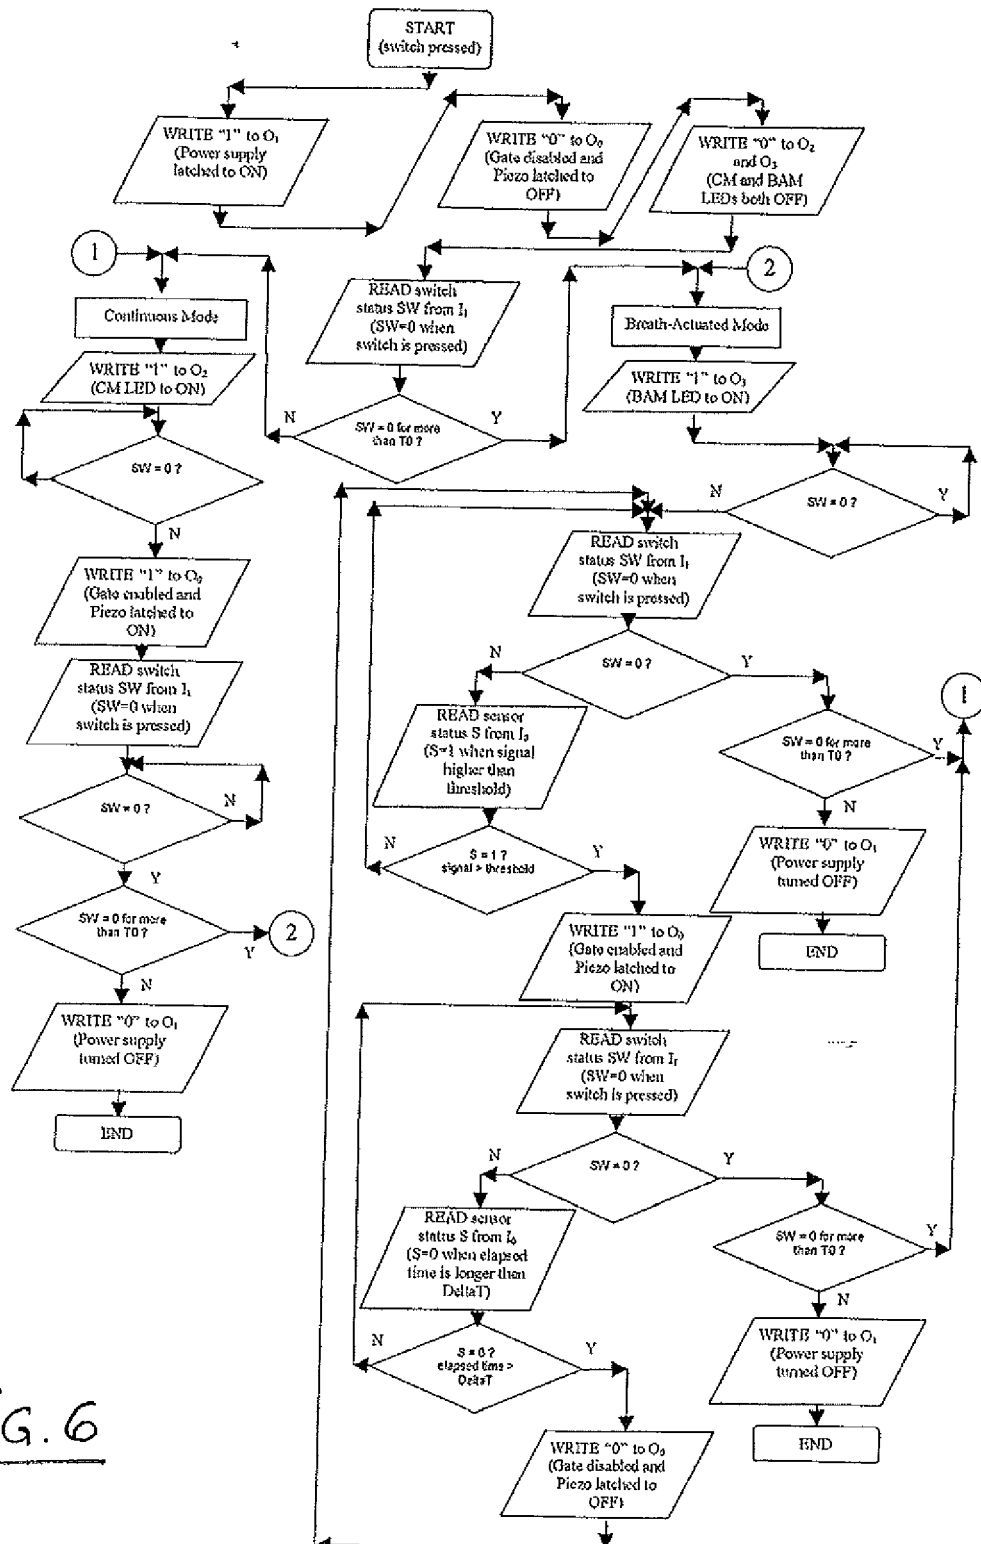 START
(switch pressed)
WRITE "1" to O₁
(Power supply
latched to ON)
WRITE "0" to O₀
(Gate disabled and
Piezo latched to
OFF)
WRITE "0" to O₂
and O₃
(CM and BAM
LEDs both OFF)
1
2
READ switch
status SW from I₁
(SW=0 when
switch is pressed)
Continuous Mode
Breath-Actuated Mode
WRITE "1" to O₂
(CM LED to ON)
WRITE "1" to O₃
(BAM LED to ON)
N
SW = 0 for more
than T0 ?
Y
SW = 0 ?
N
N
SW = 0 ?
Y
WRITE "1" to O₀
(Gate enabled and
Piezo latched to
ON)
READ switch
status SW from I₁
(SW=0 when
switch is pressed)
SW = 0 ?
N
Y
SW = 0 for more
than T0 ?
Y
2
N
WRITE "0" to O₁
(Power supply
turned OFF)
END
READ switch
status SW from I₁
(SW=0 when
switch is pressed)
N
SW = 0 ?
Y
1
READ sensor
status S from I₀
(S=1 when signal
higher than
threshold)
SW = 0 for more
than T0 ?
Y
N
N
S = 1 ?
signal > threshold
Y
WRITE "0" to O₁
(Power supply
turned OFF)
END
WRITE "1" to O₀
(Gate enabled and
Piezo latched to
ON)
READ switch
status SW from I₁
(SW=0 when
switch is pressed)
N
SW = 0 ?
Y
READ sensor
status S from I₀
(S=0 when elapsed
time is longer than
DeltaT)
SW = 0 for more
than T0 ?
Y
N
N
S = 0 ?
elapsed time >
DeltaT
Y
WRITE "0" to O₁
(Power supply
turned OFF)
END
WRITE "0" to O₀
(Gate disabled and
Piezo latched to
OFF)
G. 6